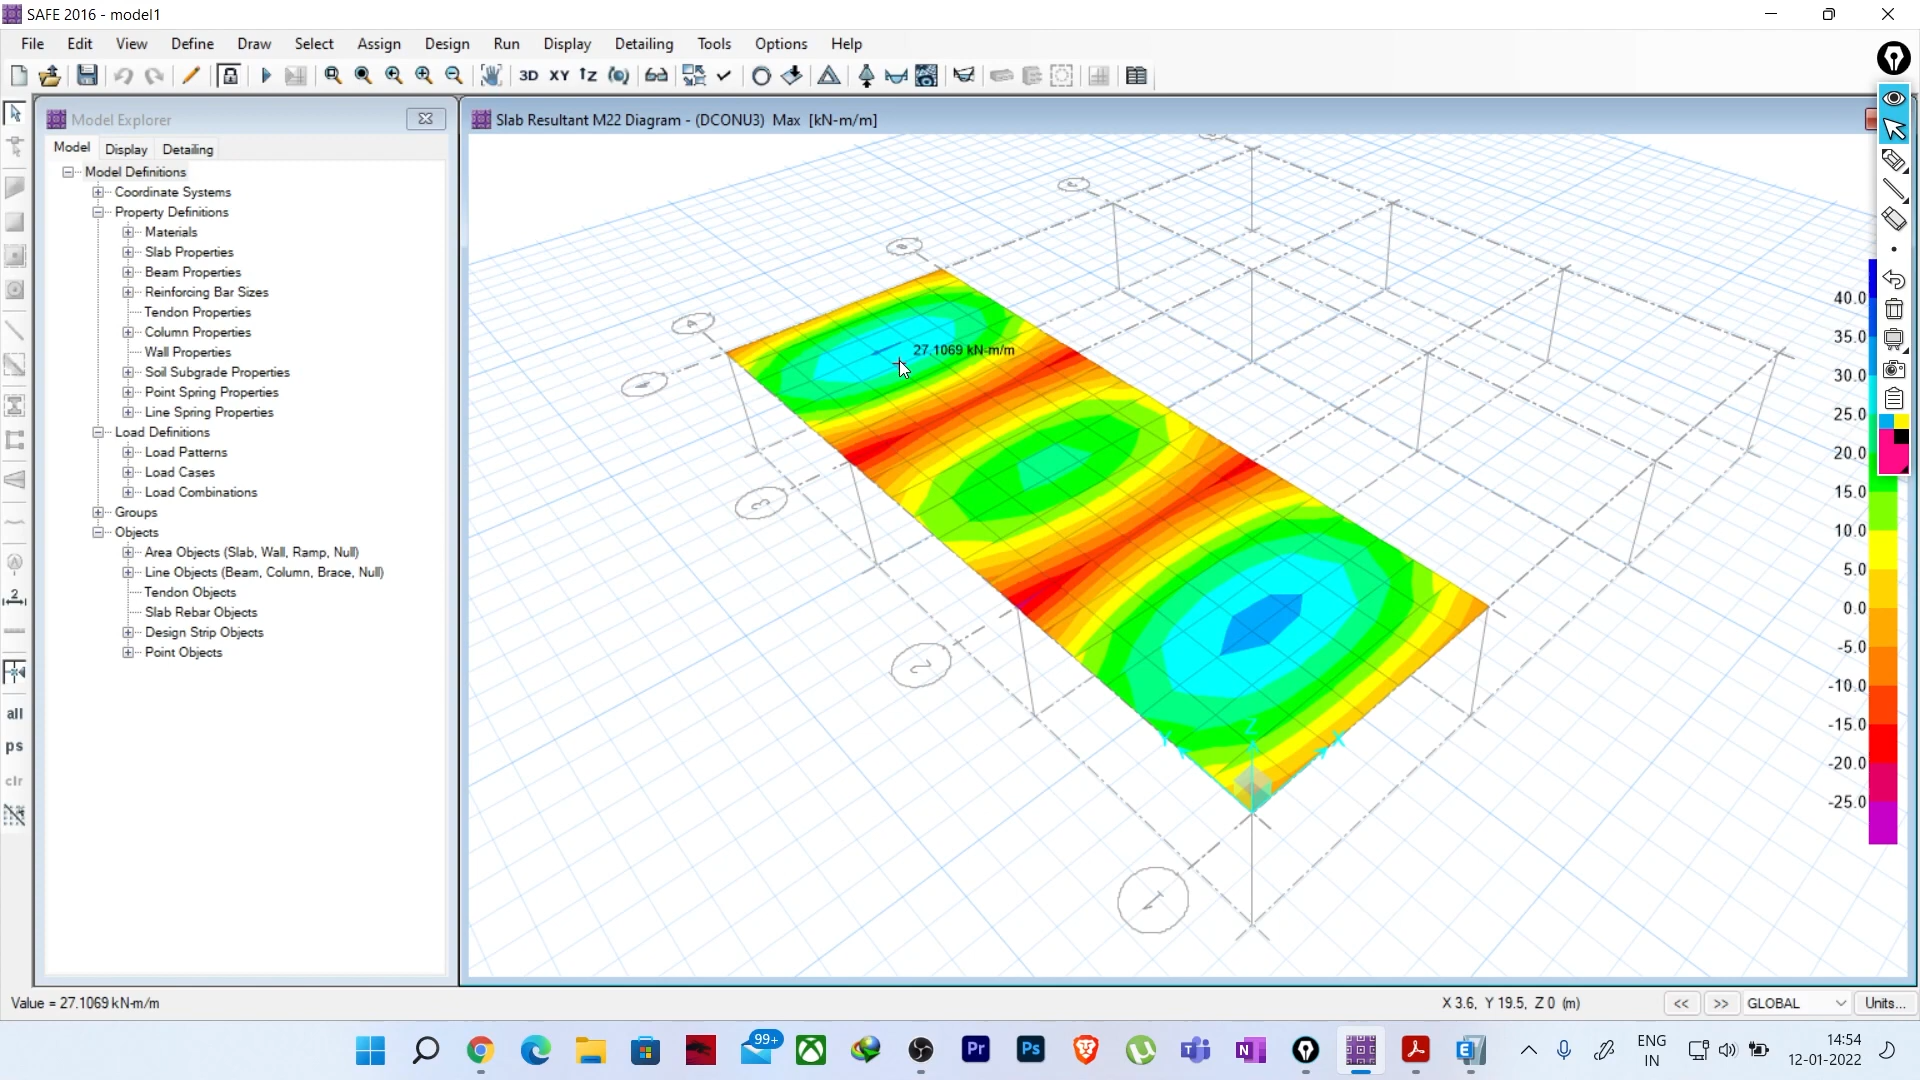 SAFE 2016 - model1
File Edit View Define Draw Select Assign Design Run Display Detailing Tools Options Help
3D XY
Model Explorer
Slab Resultant M22 Diagram - (DCONU3) Max [kN-m/m]
Model Display Detailing
Model Definitions
Coordinate Systems
Property Definitions
Materials
Slab Properties
Beam Properties
Reinforcing Bar Sizes
Tendon Properties
Column Properties
Wall Properties
Soil Subgrade Properties
Point Spring Properties
Line Spring Properties
Load Definitions
Load Patterns
Load Cases
Load Combinations
Groups
Objects
Area Objects (Slab, Wall, Ramp, Null)
Line Objects (Beam, Column, Brace, Null)
Tendon Objects
Slab Rebar Objects
Design Strip Objects
Point Objects
2
all
ps
clr
27.1069 kN-m/m
3
2
1
X
Y
Z
40.0
35.0
30.0
25.0
20.0
15.0
10.0
5.0
0.0
-5.0
-10.0
-15.0
-20.0
-25.0
Value = 27.1069 kN-m/m
X 3.6, Y 19.5, Z 0 (m)
<< >> GLOBAL Units...
99+
Pr
Ps
N
E
ENG
IN
14:54
12-01-2022